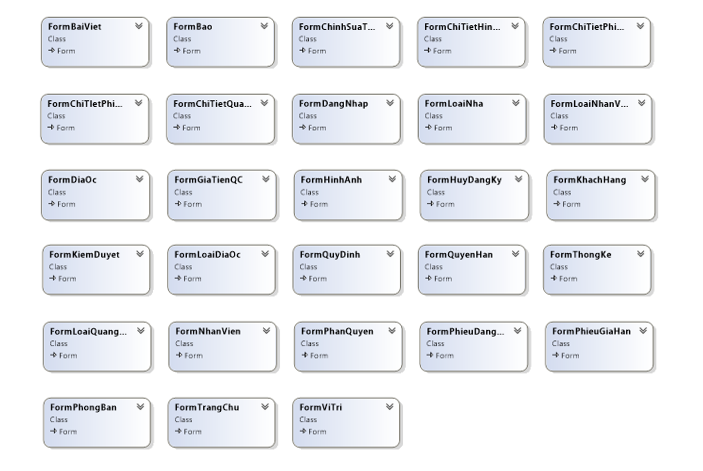 FormBaiViet
Class
Form
FormBao
Class
Form
FormChinhSuaT...
Class
Form
FormChiTietHin...
Class
Form
FormChiTietPhi...
Class
Form
FormChiTIetPhi...
Class
Form
FormChiTietQua...
Class
Form
FormDangNhap
Class
Form
FormLoaiNha
Class
Form
FormLoaiNhanV...
Class
Form
FormDiaOc
Class
Form
FormGiaTienQC
Class
Form
FormHinhAnh
Class
Form
FormHuyDangKy
Class
Form
FormKhachHang
Class
Form
FormKiemDuyet
Class
Form
FormLoaiDiaOc
Class
Form
FormQuyDinh
Class
Form
FormQuyenHan
Class
Form
FormThongKe
Class
Form
FormLoaiQuang...
Class
Form
FormNhanVien
Class
Form
FormPhanQuyen
Class
Form
FormPhieuDang...
Class
Form
FormPhieuGiaHan
Class
Form
FormPhongBan
Class
Form
FormTrangChu
Class
Form
FormViTri
Class
Form